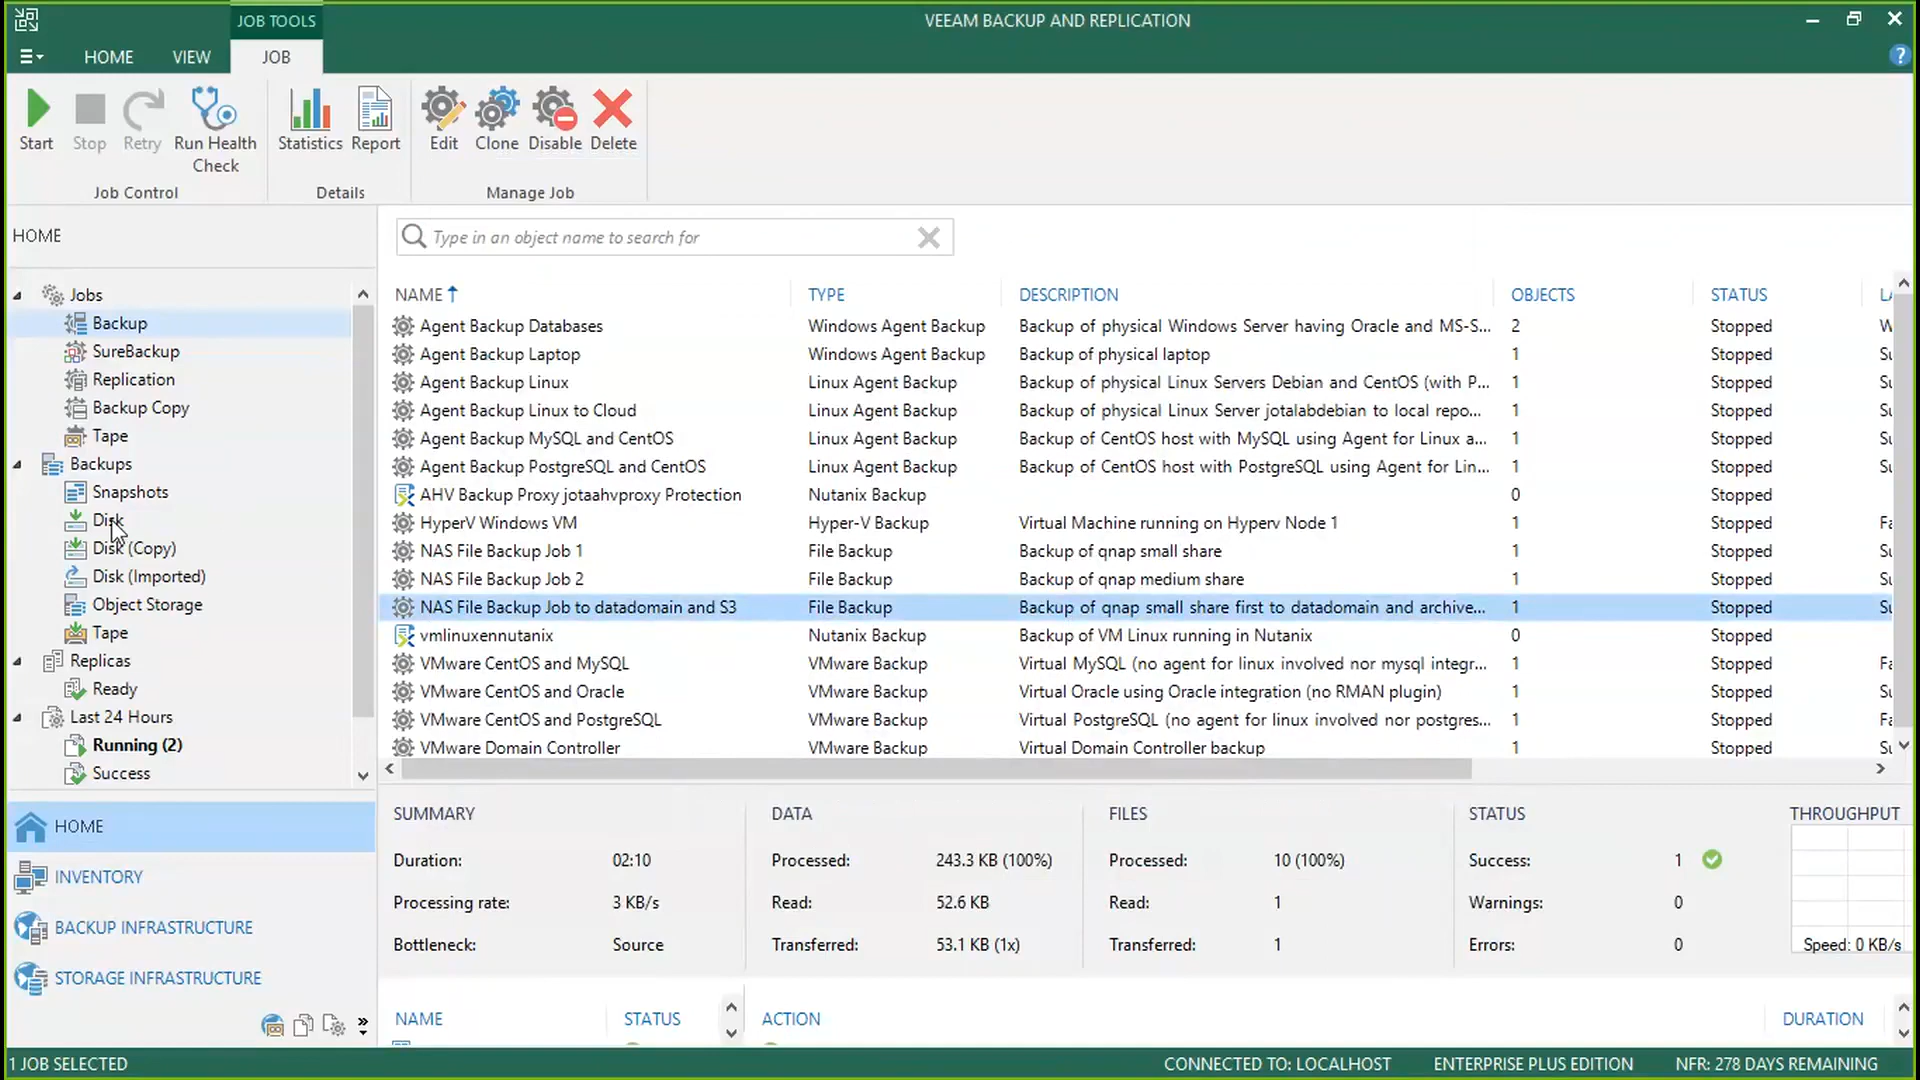 JOB TOOLS
VEEAM BACKUP AND REPLICATION
HOME VIEW JOB
Start Stop Retry Run Health Check
Statistics Report
Edit Clone Disable Delete
Job Control
Details
Manage Job
HOME
Jobs
Backup
SureBackup
Replication
Backup Copy
Tape
Backups
Snapshots
Disk
Disk (Copy)
Disk (Imported)
Object Storage
Tape
Replicas
Ready
Last 24 Hours
Running (2)
Success
HOME
INVENTORY
BACKUP INFRASTRUCTURE
STORAGE INFRASTRUCTURE
Type in an object name to search for
NAME TYPE DESCRIPTION OBJECTS STATUS
Agent Backup Databases Windows Agent Backup Backup of physical Windows Server having Oracle and MS-S... 2 Stopped
Agent Backup Laptop Windows Agent Backup Backup of physical laptop 1 Stopped
Agent Backup Linux Linux Agent Backup Backup of physical Linux Servers Debian and CentOS (with P... 1 Stopped
Agent Backup Linux to Cloud Linux Agent Backup Backup of physical Linux Server jotalabdebian to local repo... 1 Stopped
Agent Backup MySQL and CentOS Linux Agent Backup Backup of CentOS host with MySQL using Agent for Linux a... 1 Stopped
Agent Backup PostgreSQL and CentOS Linux Agent Backup Backup of CentOS host with PostgreSQL using Agent for Lin... 1 Stopped
AHV Backup Proxy jotaahvproxy Protection Nutanix Backup 0 Stopped
HyperV Windows VM Hyper-V Backup Virtual Machine running on Hyperv Node 1 1 Stopped
NAS File Backup Job 1 File Backup Backup of qnap small share 1 Stopped
NAS File Backup Job 2 File Backup Backup of qnap medium share 1 Stopped
NAS File Backup Job to datadomain and S3 File Backup Backup of qnap small share first to datadomain and archive... 1 Stopped
vmlinuxennutanix Nutanix Backup Backup of VM Linux running in Nutanix 0 Stopped
VMware CentOS and MySQL VMware Backup Virtual MySQL (no agent for linux involved nor mysql integr... 1 Stopped
VMware CentOS and Oracle VMware Backup Virtual Oracle using Oracle integration (no RMAN plugin) 1 Stopped
VMware CentOS and PostgreSQL VMware Backup Virtual PostgreSQL (no agent for linux involved nor postgres... 1 Stopped
VMware Domain Controller VMware Backup Virtual Domain Controller backup 1 Stopped
SUMMARY DATA FILES STATUS THROUGHPUT
Duration: 02:10 Processed: 243.3 KB (100%) Processed: 10 (100%) Success: 1
Processing rate: 3 KB/s Read: 52.6 KB Read: 1 Warnings: 0
Bottleneck: Source Transferred: 53.1 KB (1x) Transferred: 1 Errors: 0 Speed: 0 KB/s
NAME STATUS ACTION DURATION
1 JOB SELECTED CONNECTED TO: LOCALHOST ENTERPRISE PLUS EDITION NFR: 278 DAYS REMAINING